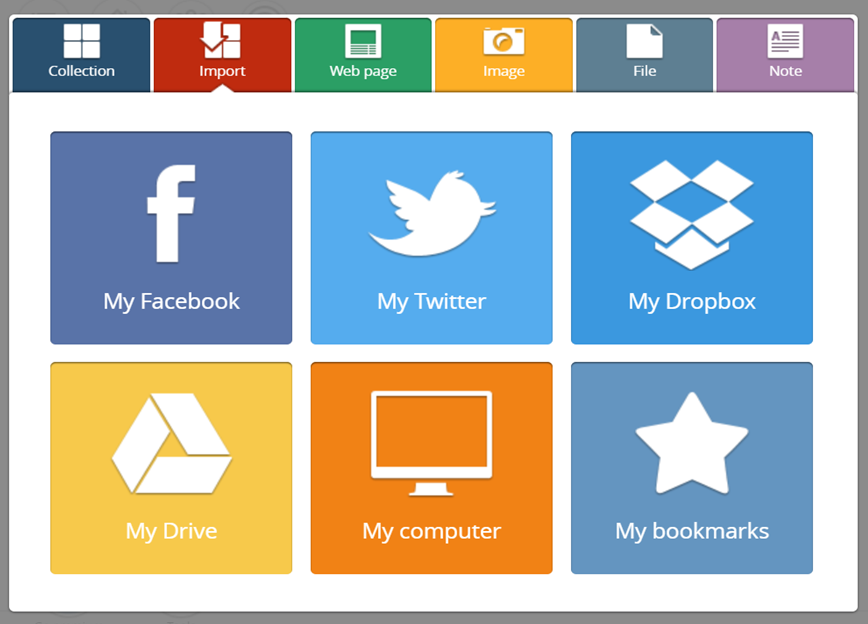 Collection
Import
Web page
Image
File
Note
My Facebook
My Twitter
My Dropbox
My Drive
My computer
My bookmarks